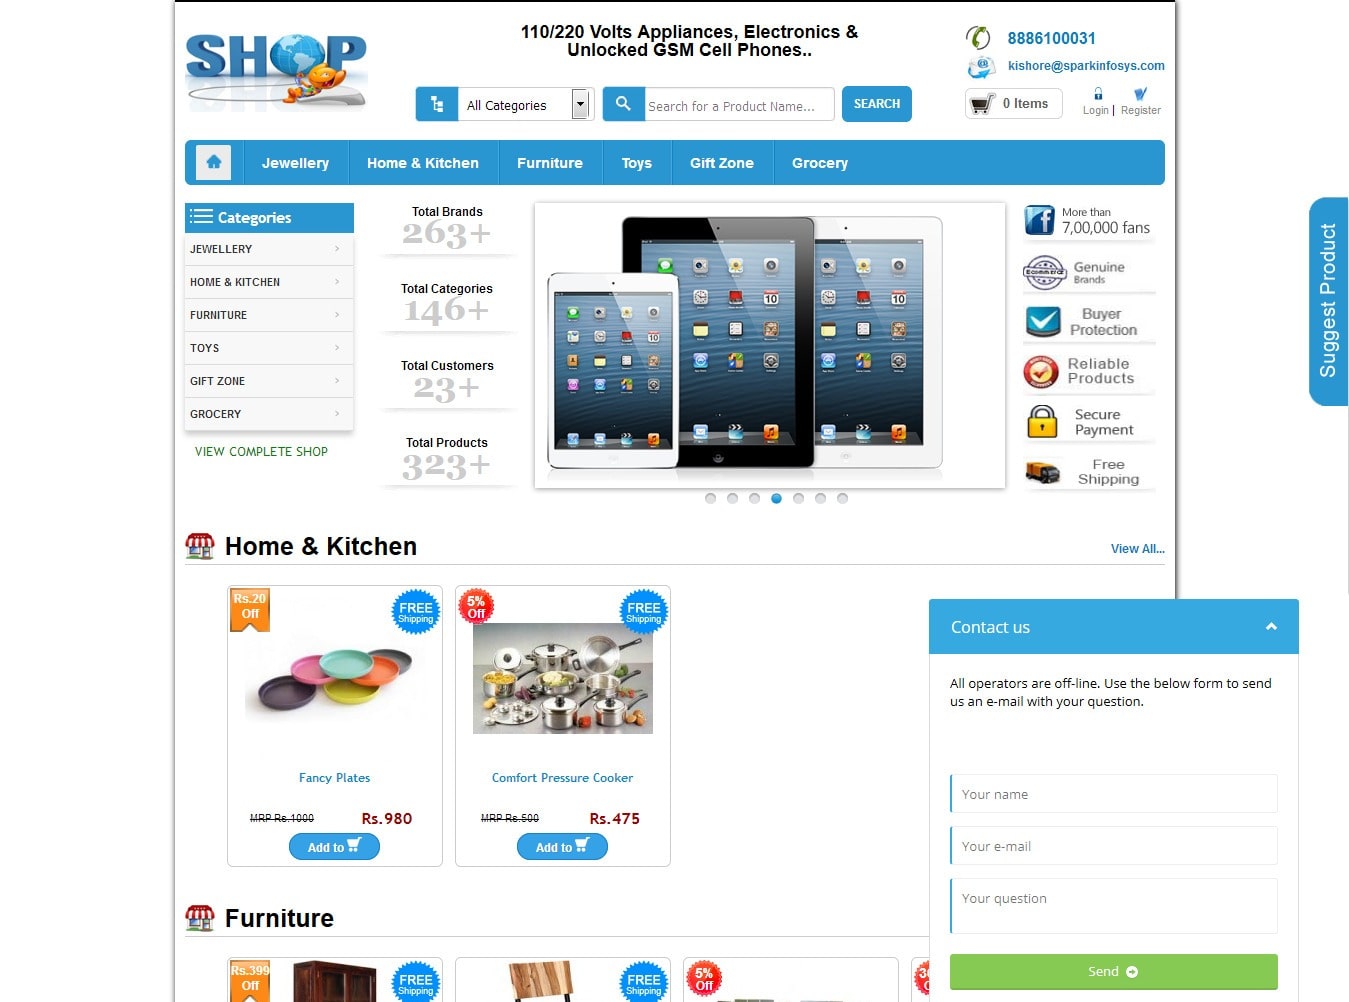 SHOP
110/220 Volts Appliances, Electronics &
Unlocked GSM Cell Phones..
8886100031
kishore@sparkinfosys.com
All Categories
Search for a Product Name...
SEARCH
0 Items
Login | Register
Jewellery Home & Kitchen Furniture Toys Gift Zone Grocery
Categories
JEWELLERY
HOME & KITCHEN
FURNITURE
TOYS
GIFT ZONE
GROCERY
VIEW COMPLETE SHOP
Total Brands
263+
Total Categories
146+
Total Customers
23+
Total Products
323+
More than
7,00,000 fans
Genuine
Brands
Buyer
Protection
Reliable
Products
Secure
Payment
Free
Shipping
Suggest Product
Home & Kitchen
View All...
Rs.20
Off
FREE
Shipping
Fancy Plates
MRP Rs.1000 Rs.980
Add to
5%
Off
FREE
Shipping
Comfort Pressure Cooker
MRP Rs.500 Rs.475
Add to
Furniture
Rs.399
Off
FREE
Shipping
FREE
Shipping
5%
Off
Contact us
All operators are off-line. Use the below form to send
us an e-mail with your question.
Your name
Your e-mail
Your question
Send